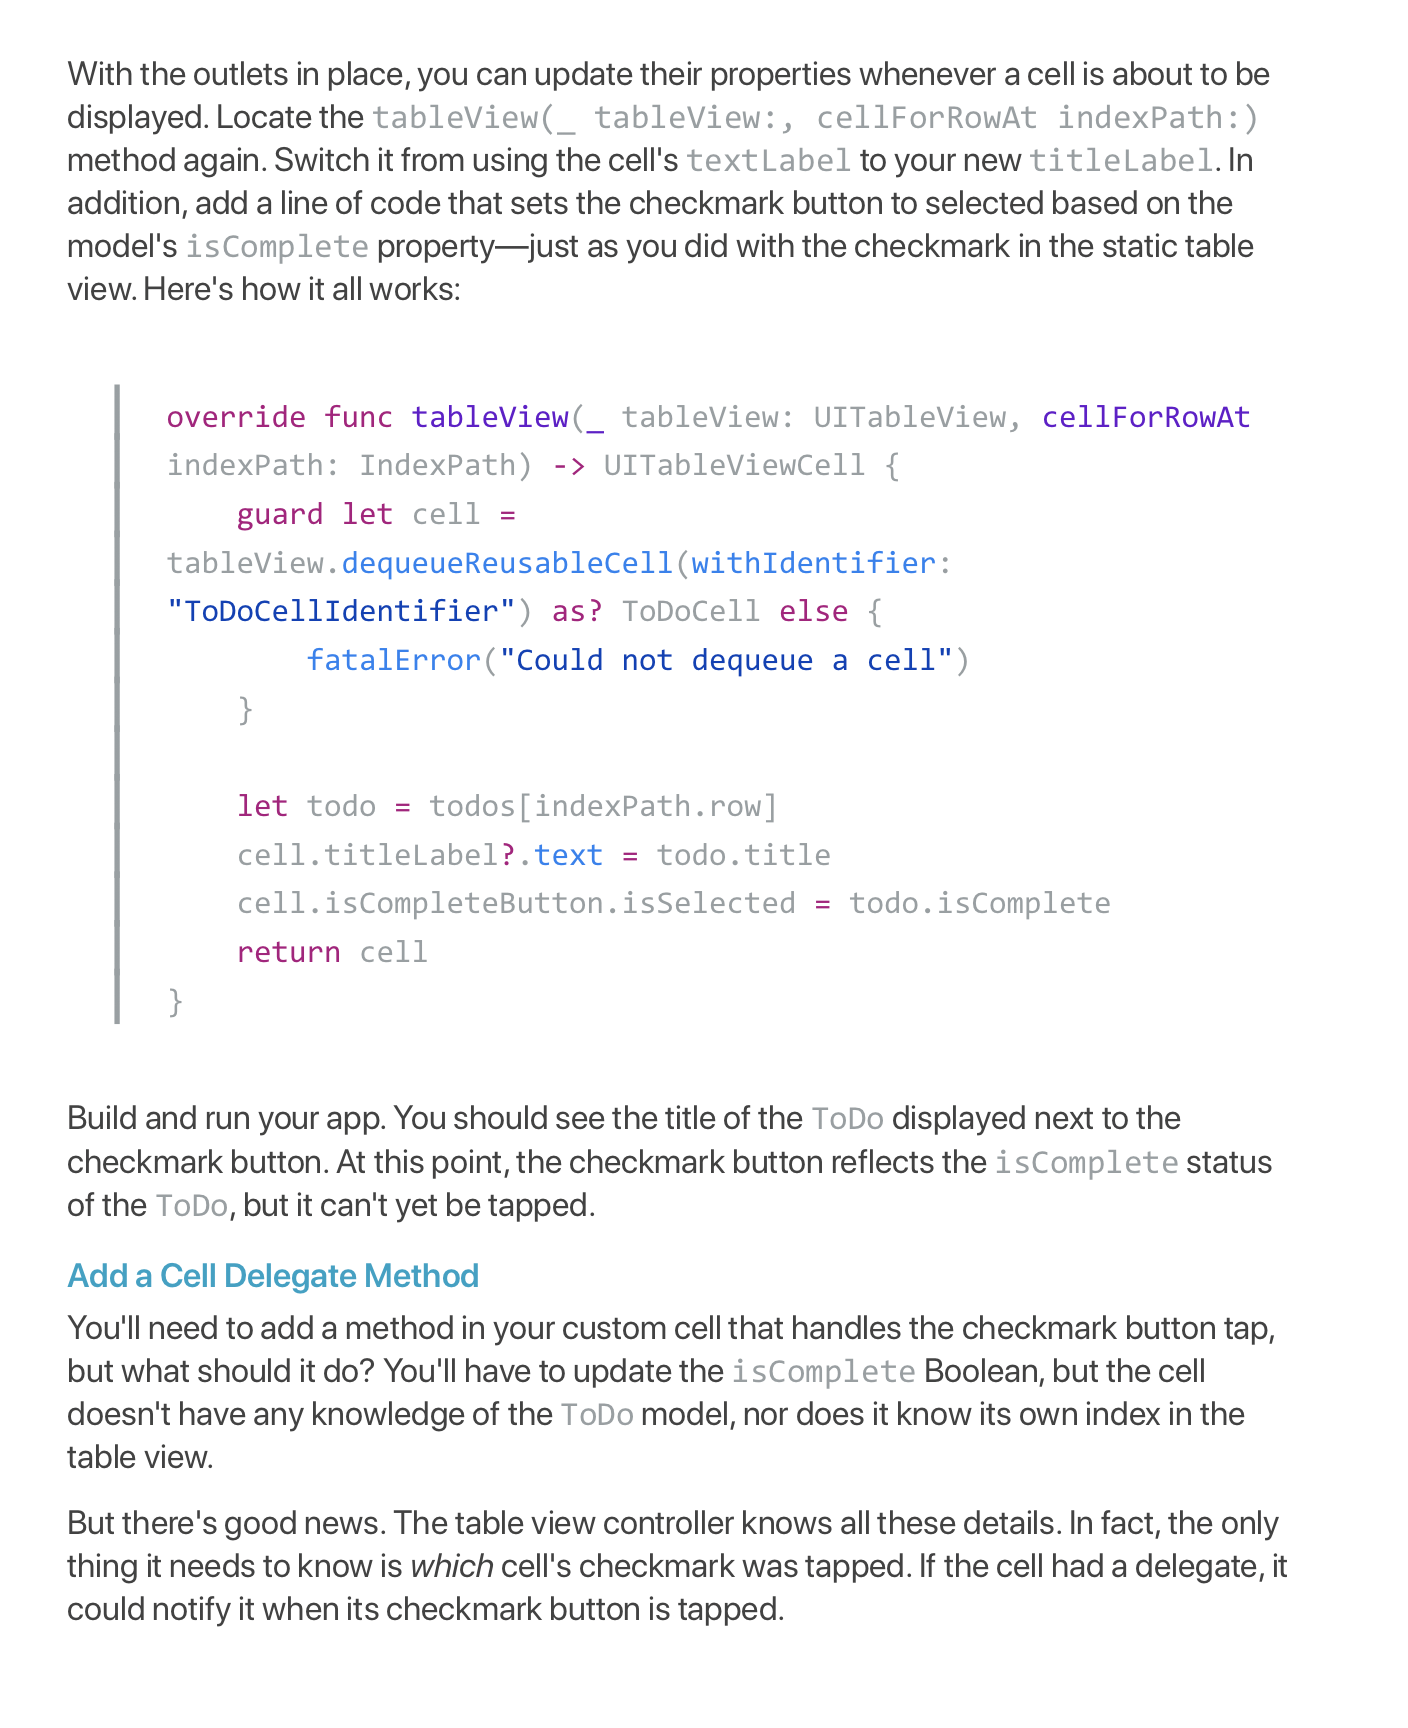 With the outlets in place, you can update their properties whenever a cell is about to be
displayed. Locate the tableView(_ tableView:, cellForRowAt indexPath:)
method again. Switch it from using the cell's textLabel to your new titleLabel. In
addition, add a line of code that sets the checkmark button to selected based on the
model's isComplete property—just as you did with the checkmark in the static table
view. Here's how it all works:
override func tableView(_ tableView: UITableView, cellForRowAt
indexPath: IndexPath) -> UITableViewCell {
    guard let cell =
tableView.dequeueReusableCell(withIdentifier:
"ToDoCellIdentifier") as? ToDoCell else {
        fatalError("Could not dequeue a cell")
    }
    let todo = todos[indexPath.row]
    cell.titleLabel?.text = todo.title
    cell.isCompleteButton.isSelected = todo.isComplete
    return cell
}
Build and run your app. You should see the title of the ToDo displayed next to the
checkmark button. At this point, the checkmark button reflects the isComplete status
of the ToDo, but it can't yet be tapped.
Add a Cell Delegate Method
You'll need to add a method in your custom cell that handles the checkmark button tap,
but what should it do? You'll have to update the isComplete Boolean, but the cell
doesn't have any knowledge of the ToDo model, nor does it know its own index in the
table view.
But there's good news. The table view controller knows all these details. In fact, the only
thing it needs to know is which cell's checkmark was tapped. If the cell had a delegate, it
could notify it when its checkmark button is tapped.